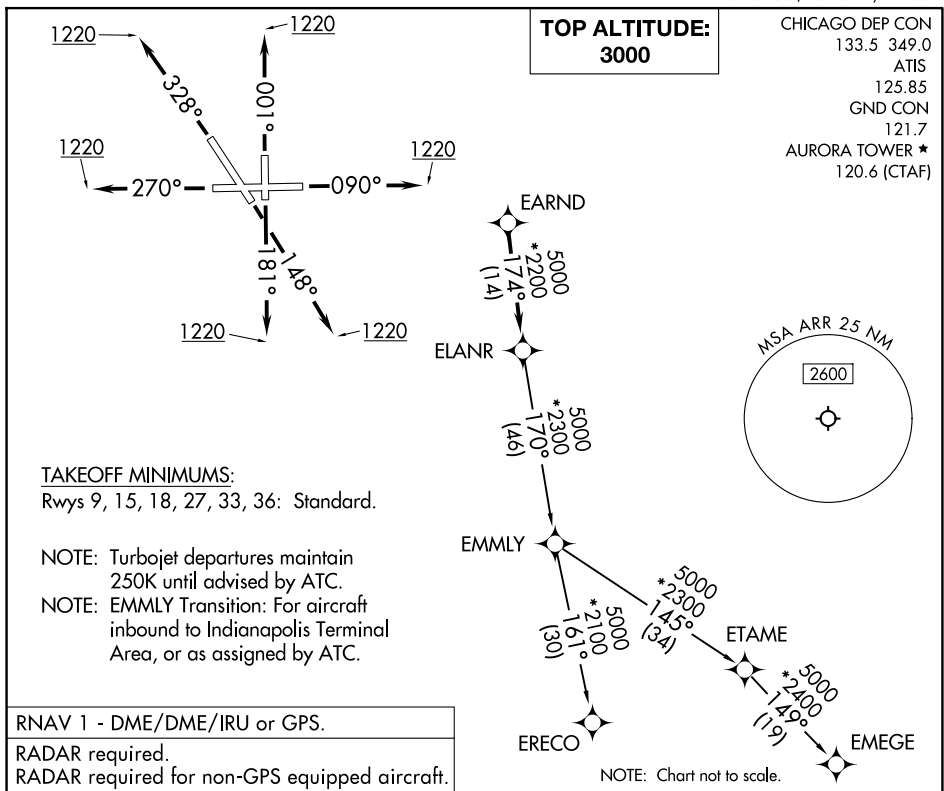 TOP ALTITUDE:
3000
CHICAGO DEP CON
133.5 349.0
ATIS
125.85
GND CON
121.7
AURORA TOWER ★
120.6 (CTAF)
1220
1220
328°
001°
1220
1220
270°
090°
181°
148°
1220
1220
EARND
5000
*2200
174°
(14)
ELANR
5000
*2300
170°
(46)
MSA ARR 25 NM
2600
TAKEOFF MINIMUMS:
Rwys 9, 15, 18, 27, 33, 36: Standard.
NOTE: Turbojet departures maintain
250K until advised by ATC.
NOTE: EMMLY Transition: For aircraft
inbound to Indianapolis Terminal
Area, or as assigned by ATC.
EMMLY
5000
*2300
145°
(34)
5000
*2100
161°
(30)
ETAME
5000
*2400
149°
(19)
ERECO
EMEGE
NOTE: Chart not to scale.
RNAV 1 - DME/DME/IRU or GPS.
RADAR required.
RADAR required for non-GPS equipped aircraft.